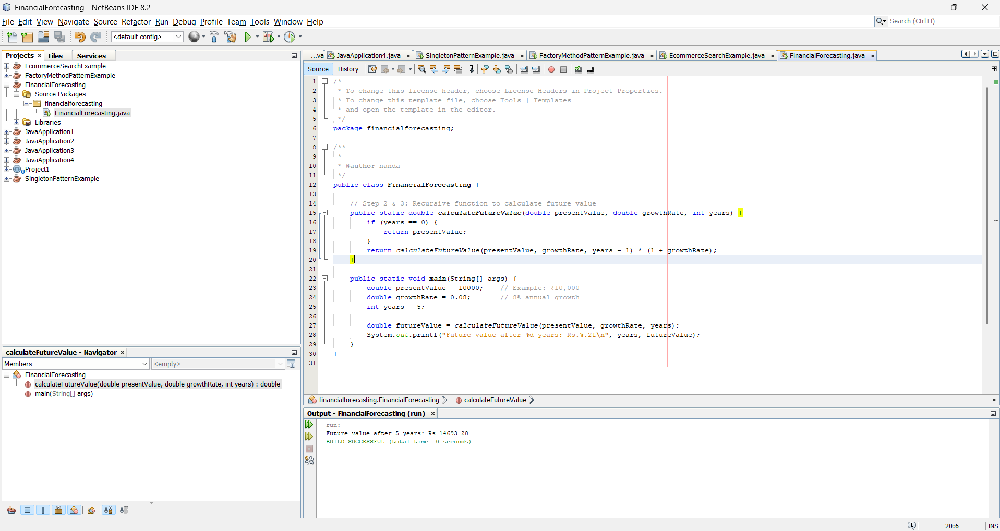 FinancialForecasting - NetBeans IDE 8.2
File Edit View Navigate Source Refactor Run Debug Profile Team Tools Window Help
Search (Ctrl+I)
<default config>
Projects × Files Services
EcommerceSearchExample
FactoryMethodPatternExample
FinancialForecasting
Source Packages
financialforecasting
FinancialForecasting.java
Libraries
JavaApplication1
JavaApplication2
JavaApplication3
JavaApplication4
Project1
SingletonPatternExample
calculateFutureValue - Navigator ×
Members <empty>
FinancialForecasting
calculateFutureValue(double presentValue, double growthRate, int years) : double
main(String[] args)
...va JavaApplication4.java × SingletonPatternExample.java × FactoryMethodPatternExample.java × EcommerceSearchExample.java × FinancialForecasting.java ×
Source History
1 /*
2 * To change this license header, choose License Headers in Project Properties.
3 * To change this template file, choose Tools | Templates
4 * and open the template in the editor.
5 */
6 package financialforecasting;
7
8 /**
9 *
10 * @author nanda
11 */
12 public class FinancialForecasting {
13
14 // Step 2 & 3: Recursive function to calculate future value
15 public static double calculateFutureValue(double presentValue, double growthRate, int years) {
16 if (years == 0) {
17 return presentValue;
18 }
19 return calculateFutureValue(presentValue, growthRate, years - 1) * (1 + growthRate);
20 }
21
22 public static void main(String[] args) {
23 double presentValue = 10000; // Example: ₹10,000
24 double growthRate = 0.08; // 8% annual growth
25 int years = 5;
26
27 double futureValue = calculateFutureValue(presentValue, growthRate, years);
28 System.out.printf("Future value after %d years: Rs.%.2f\n", years, futureValue);
29 }
30 }
31
financialforecasting.FinancialForecasting calculateFutureValue
Output - FinancialForecasting (run) ×
run:
Future value after 5 years: Rs.14693.28
BUILD SUCCESSFUL (total time: 0 seconds)
1 20:6 INS